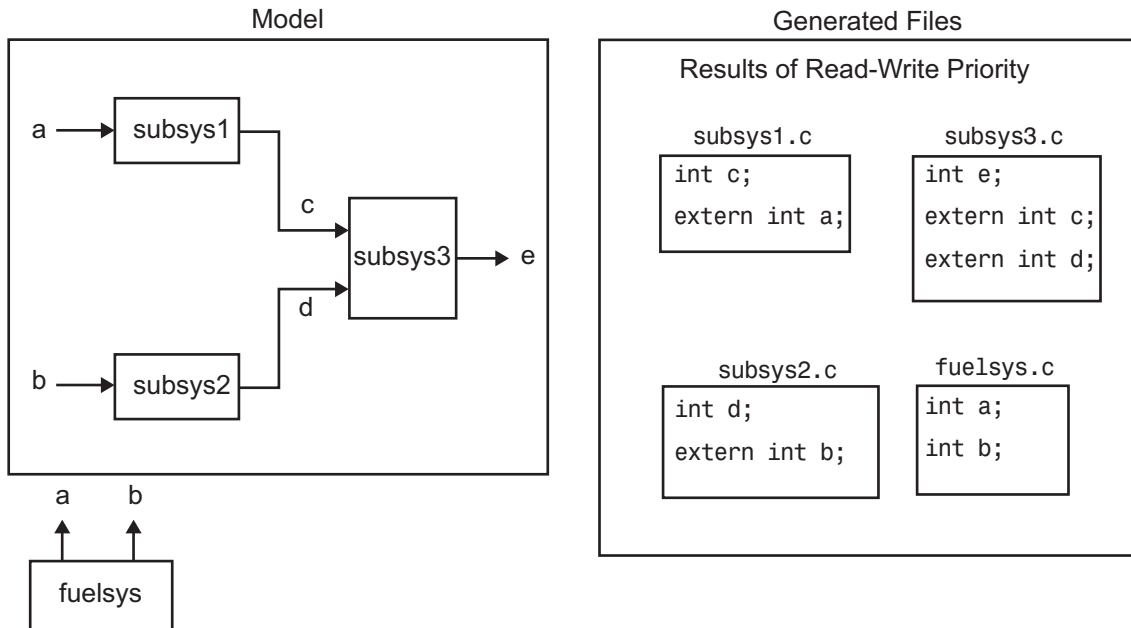 Model
a
subsys1
c
subsys3
e
d
b
subsys2
a
b
fuelsys
Generated Files
Results of Read-Write Priority
subsys1.c
int c;
extern int a;
subsys3.c
int e;
extern int c;
extern int d;
subsys2.c
int d;
extern int b;
fuelsys.c
int a;
int b;